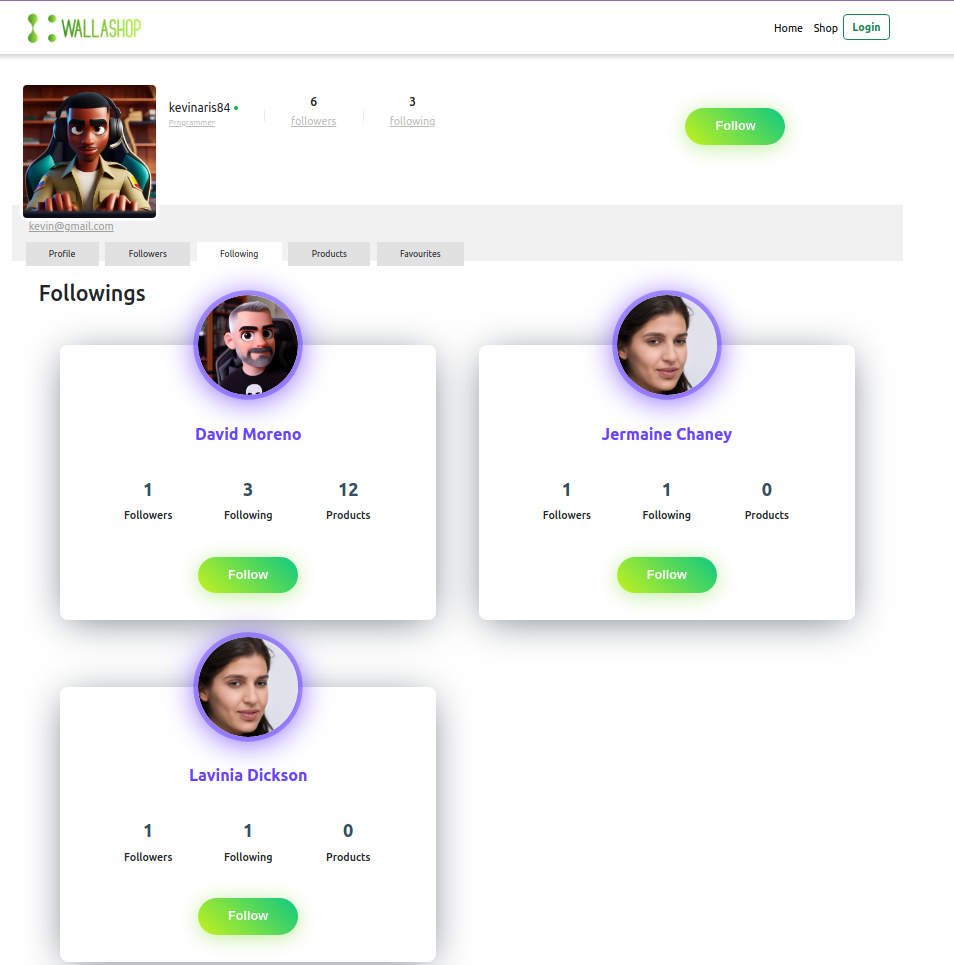 WALLASHOP
Home Shop Login
kevinaris84
Programmer
6
followers
3
following
Follow
kevin@gmail.com
Profile Followers Following Products Favourites
Followings
David Moreno
1 3 12
Followers Following Products
Follow
Jermaine Chaney
1 1 0
Followers Following Products
Follow
Lavinia Dickson
1 1 0
Followers Following Products
Follow